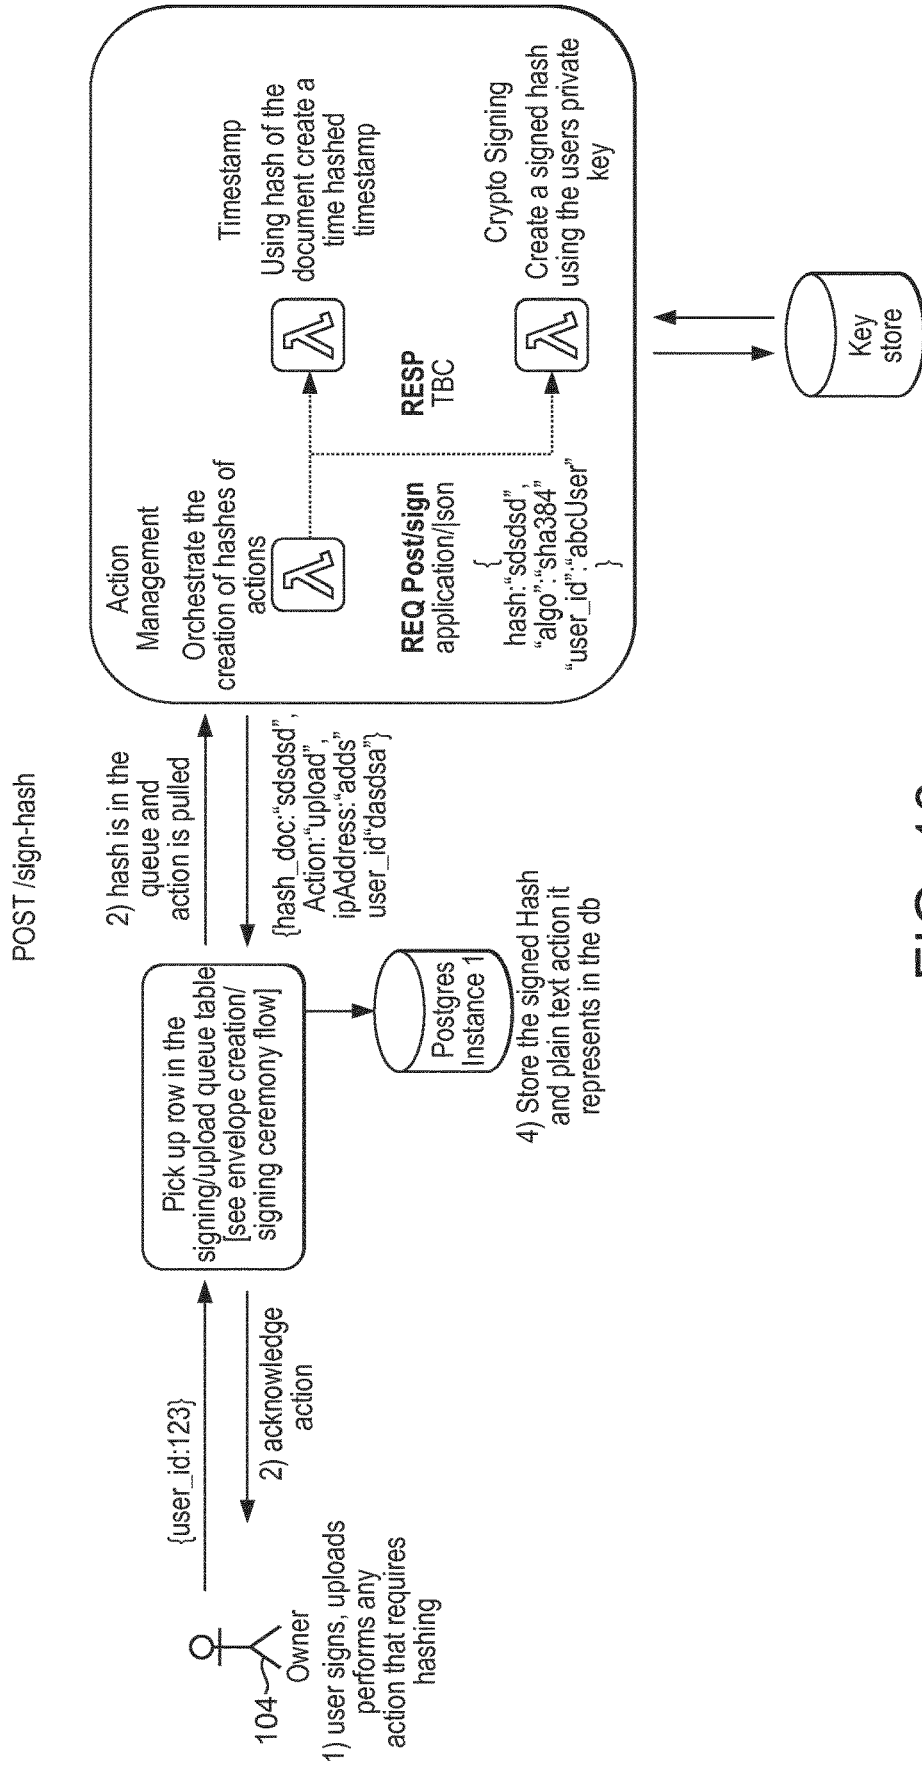 POST /sign-hash
{user_id:123}
2) acknowledge
action
104
Owner
1) user signs, uploads
performs any
action that requires
hashing
Pick up row in the
signing/upload queue table
[see envelope creation/
signing ceremony flow]
Postgres
Instance 1
4) Store the signed Hash
and plain text action it
represents in the db
2) hash is in the
queue and
action is pulled
{hash_doc:“sdsdsd”,
Action:“upload”,
ipAddress:“adds”
user_id“dasdsa”}
Action
Management
Orchestrate the
creation of hashes of
actions
Timestamp
Using hash of the
document create a
time hashed
timestamp
REQ Post/sign
application/|son
{
hash:“sdsdsd”,
“algo”:“sha384”
“user_id”:“abcUser”
}
RESP
TBC
Crypto Signing
Create a signed hash
using the users private
key
Key
store